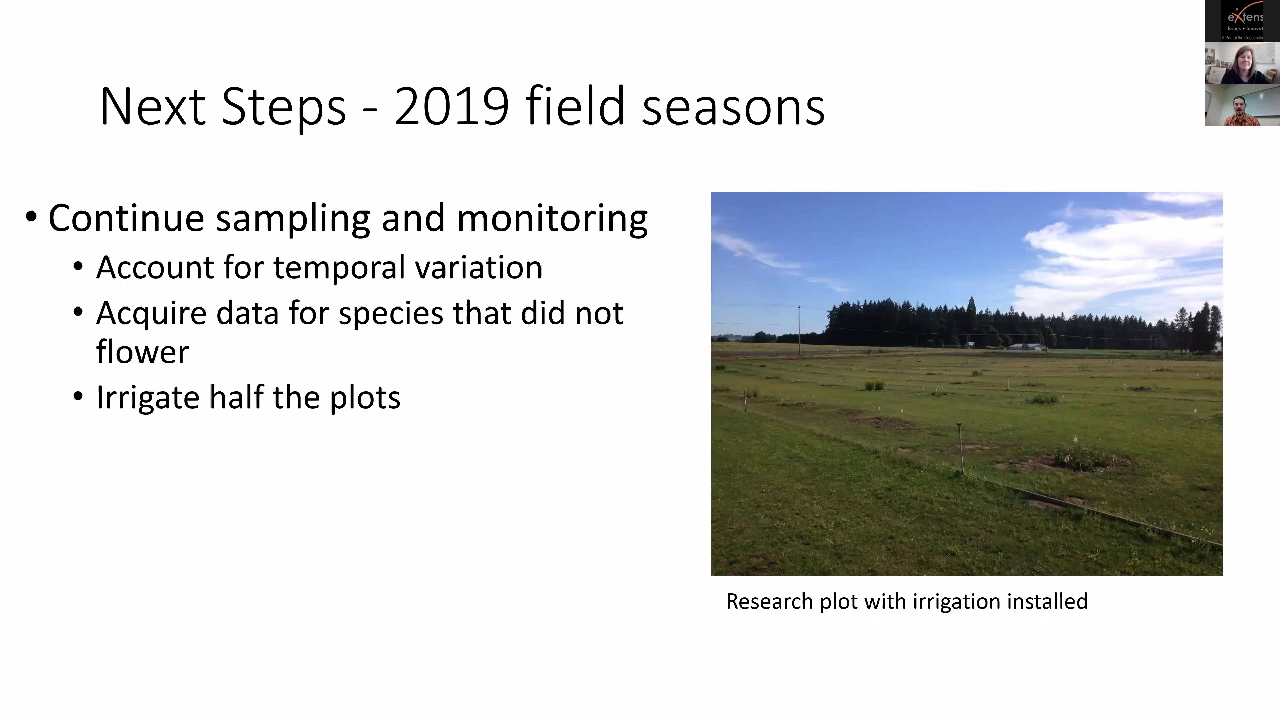 Next Steps - 2019 field seasons
• Continue sampling and monitoring
• Account for temporal variation
• Acquire data for species that did not
flower
• Irrigate half the plots
Research plot with irrigation installed